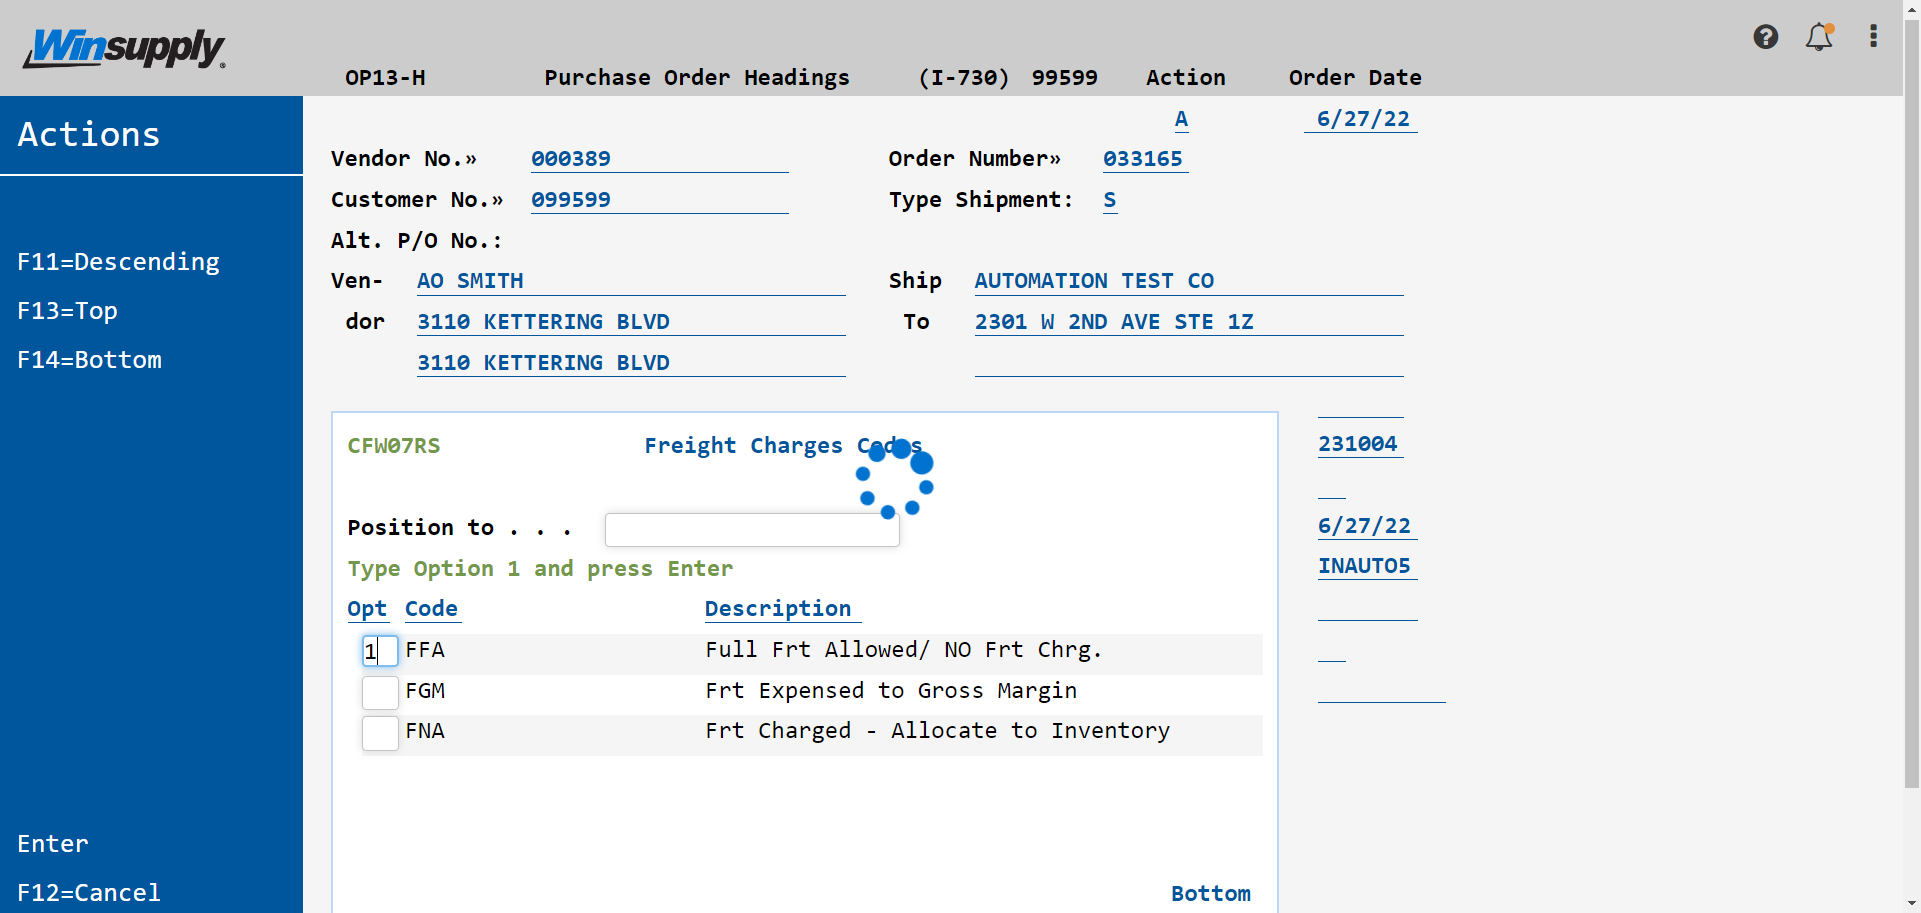 Winsupply
OP13-H Purchase Order Headings (I-730) 99599 Action Order Date
Actions
A 6/27/22
Vendor No.» 000389 Order Number» 033165
Customer No.» 099599 Type Shipment: S
Alt. P/O No.:
F11=Descending
Ven- AO SMITH Ship AUTOMATION TEST CO
F13=Top
dor 3110 KETTERING BLVD To 2301 W 2ND AVE STE 1Z
F14=Bottom
3110 KETTERING BLVD
CFW07RS Freight Charges Codes
231004
Position to . . .
6/27/22
Type Option 1 and press Enter
INAUTO5
Opt Code Description
1 FFA Full Frt Allowed/ NO Frt Chrg.
FGM Frt Expensed to Gross Margin
FNA Frt Charged - Allocate to Inventory
Enter
F12=Cancel
Bottom